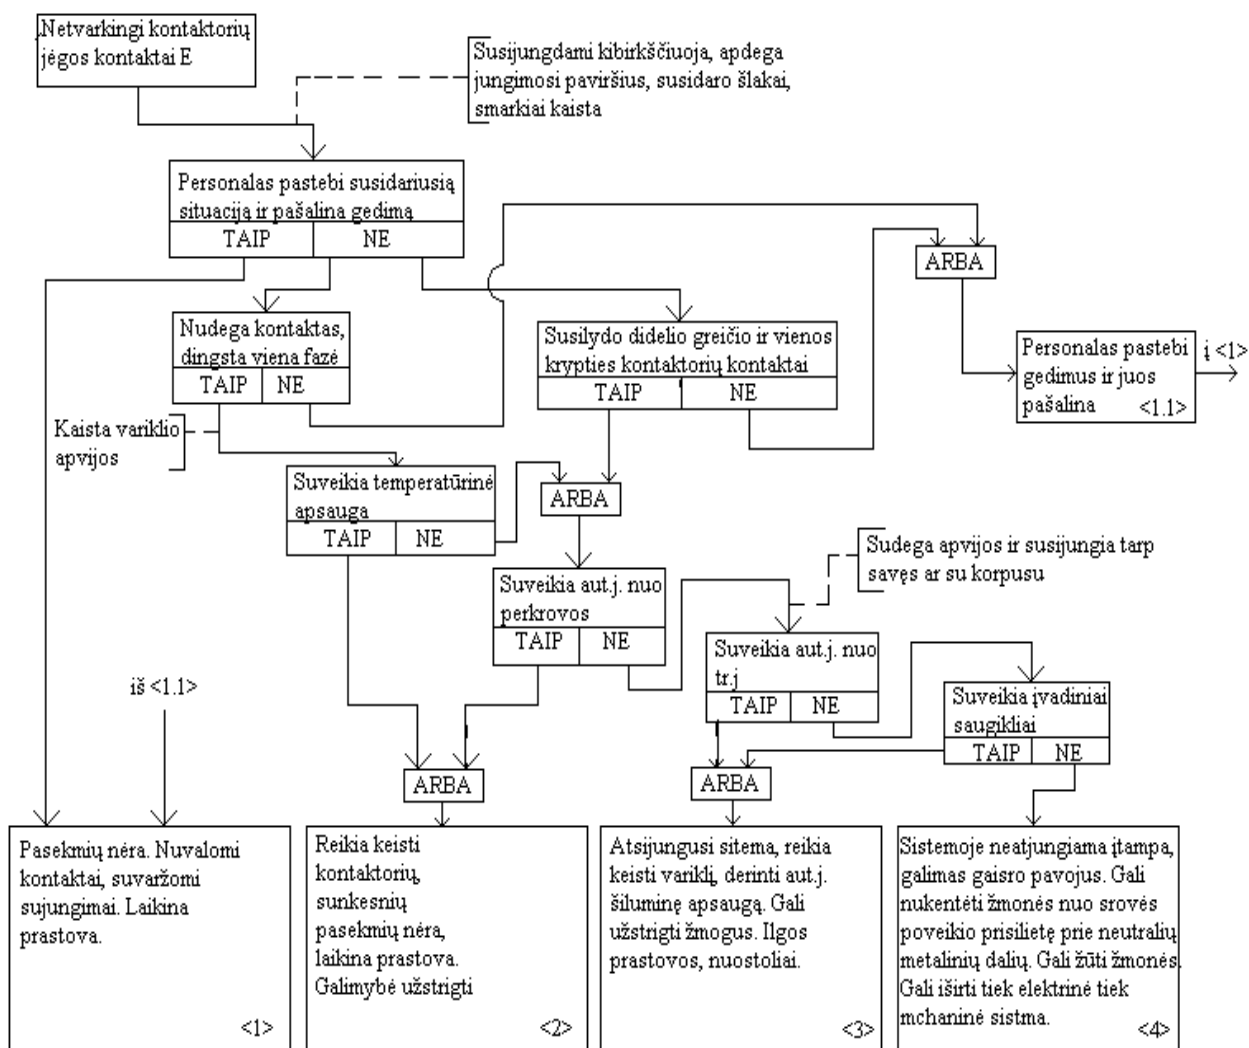 Netvarkingi kontaktorių
jėgos kontaktai E
Susijungdami kibirkščiuoja, apdega
jungimosi paviršius, susidaro šlakai,
smarkiai kaista
Personalas pastebi susidariusią
situaciją ir pašalina gedimą
TAIP
NE
ARBA
Nudega kontaktas,
dingsta viena fazė
TAIP
NE
Susilydo didelio greičio ir vienos
krypties kontaktorių kontaktai
TAIP
NE
Personalas pastebi
gedimus ir juos
pašalina <1.1>
į <1>
Kaista variklio
apvijos
Suveikia temperatūrinė
apsauga
TAIP
NE
ARBA
Sudega apvijos ir susijungia tarp
savęs ar su korpusu
Suveikia aut.j. nuo
perkrovos
TAIP
NE
Suveikia aut.j. nuo
tr.j
TAIP
NE
Suveikia įvadiniai
saugikliai
TAIP
NE
iš <1.1>
ARBA
ARBA
Pasekmių nėra. Nuvalomi
kontaktai, suvaržomi
sujungimai. Laikina
prastova.
<1>
Reikia keisti
kontaktorių,
sunkesnių
pasekmių nėra,
laikina prastova.
Galimybė užstrigti
<2>
Atsijungusi sitema, reikia
keisti variklį, derinti aut.j.
šiluminę apsaugą. Gali
užstrigti žmogus. Ilgos
prastovos, nuostoliai.
<3>
Sistemoje neatjungiama įtampa,
galimas gaisro pavojus. Gali
nukentėti žmonės nuo srovės
poveikio prisilietę prie neutralių
metalinių dalių. Gali žūti žmonės.
Gali iširti tiek elektrinė tiek
mchaninė sistma.
<4>